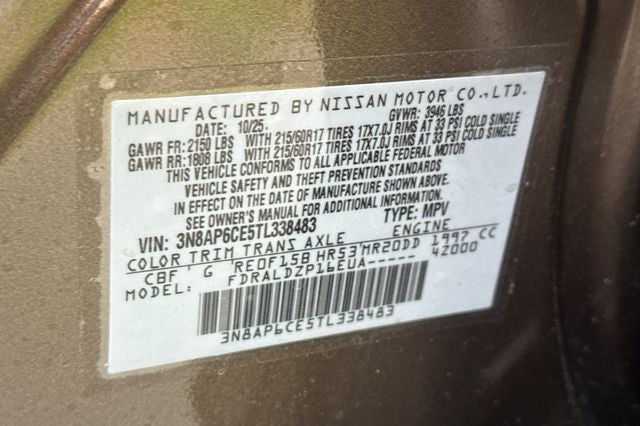 MANUFACTURED BY NISSAN MOTOR CO., LTD.
DATE: 10/25. GVWR: 3946 LBS
GAWR FR: 2150 LBS WITH 215/60R17 TIRES 17X7.0J RIMS AT 33 PSI COLD SINGLE
GAWR RR: 1808 LBS WITH 215/60R17 TIRES 17X7.0J RIMS AT 33 PSI COLD SINGLE
THIS VEHICLE CONFORMS TO ALL APPLICABLE FEDERAL MOTOR
VEHICLE SAFETY AND THEFT PREVENTION STANDARDS
IN EFFECT ON THE DATE OF MANUFACTURE SHOWN ABOVE.
SEE OWNER'S MANUAL FOR ADDITIONAL INFORMATION.
VIN: 3N8AP6CE5TL338483 TYPE: MPV
COLOR TRIM TRANS AXLE ENGINE
CBF G RE0F15B HR53 MR20DD 1997 CC
MODEL: FDRALDZP16EUA----- 4Z000
3N8AP6CE5TL338483